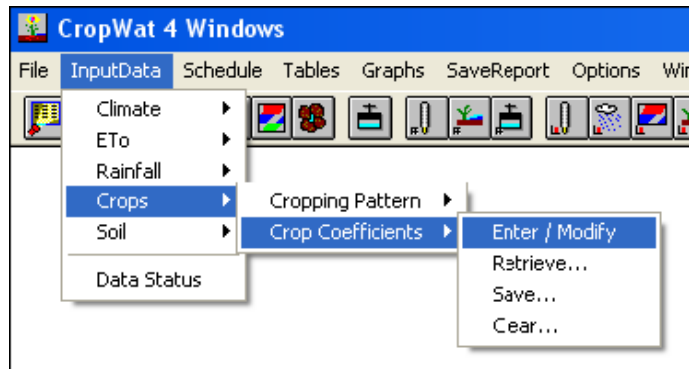 CropWat 4 Windows
File InputData Schedule Tables Graphs SaveReport Options
Climate
ETo
Rainfall
Crops
Soil
Data Status
Cropping Pattern
Crop Coefficients
Enter / Modify
Retrieve...
Save...
Cear...